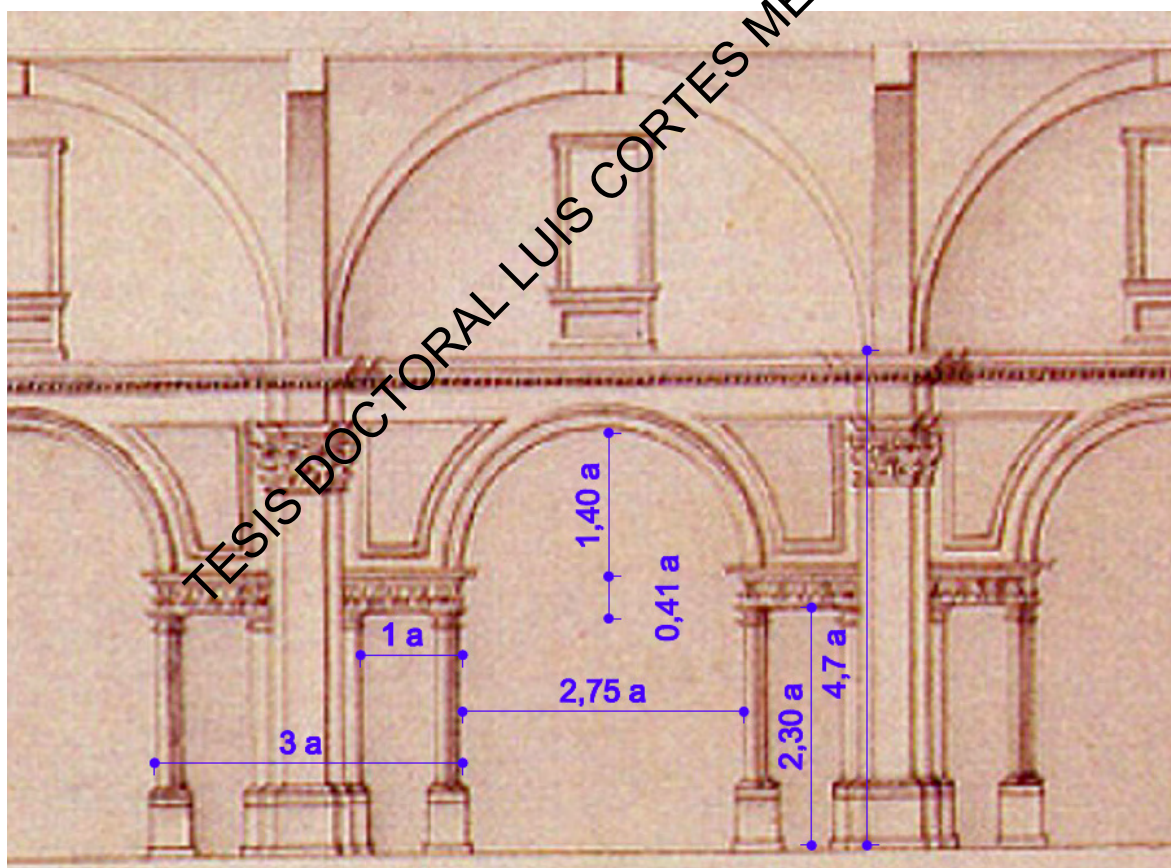 TESIS DOCTORAL LUIS CORTES ME
1,40 a
0,41 a
1 a
2,75 a
4,7 a
2,30 a
3 a